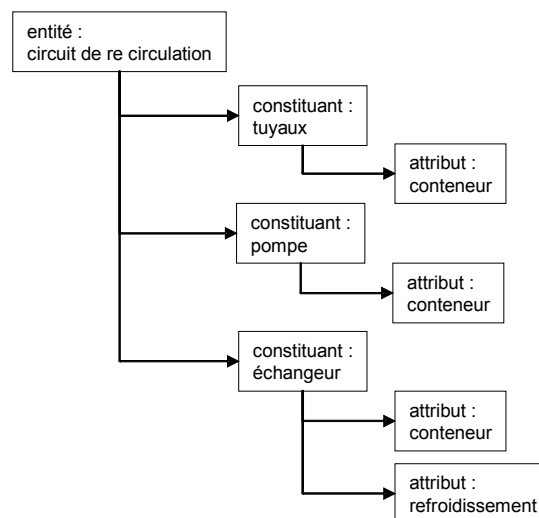 entité :
circuit de re circulation
constituant :
tuyaux
attribut :
conteneur
constituant :
pompe
attribut :
conteneur
constituant :
échangeur
attribut :
conteneur
attribut :
refroidissement